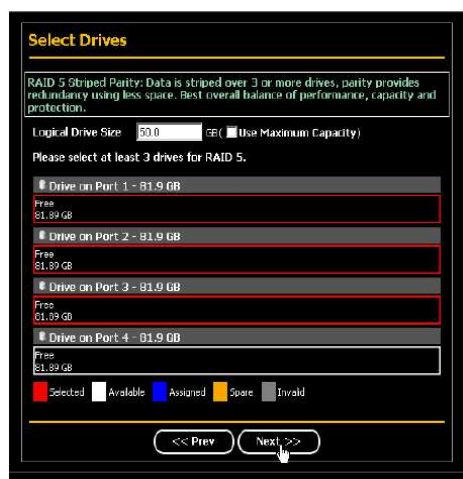 Select Drives
RAID 5 Striped Parity: Data is striped over 3 or more drives, parity provides
redundancy using less space. Best overall balance of performance, capacity and
protection.
Logical Drive Size 50.0 GB( Use Maximum Capacity)
Please select at least 3 drives for RAID 5.
Drive on Port 1 - 81.9 GB
Free
81.89 GB
Drive on Port 2 - 81.9 GB
Free
81.89 GB
Drive on Port 3 - 81.9 GB
Free
81.89 GB
Drive on Port 4 - 81.9 GB
Free
81.89 GB
Selected Available Assigned Spare Invalid
<< Prev Next >>